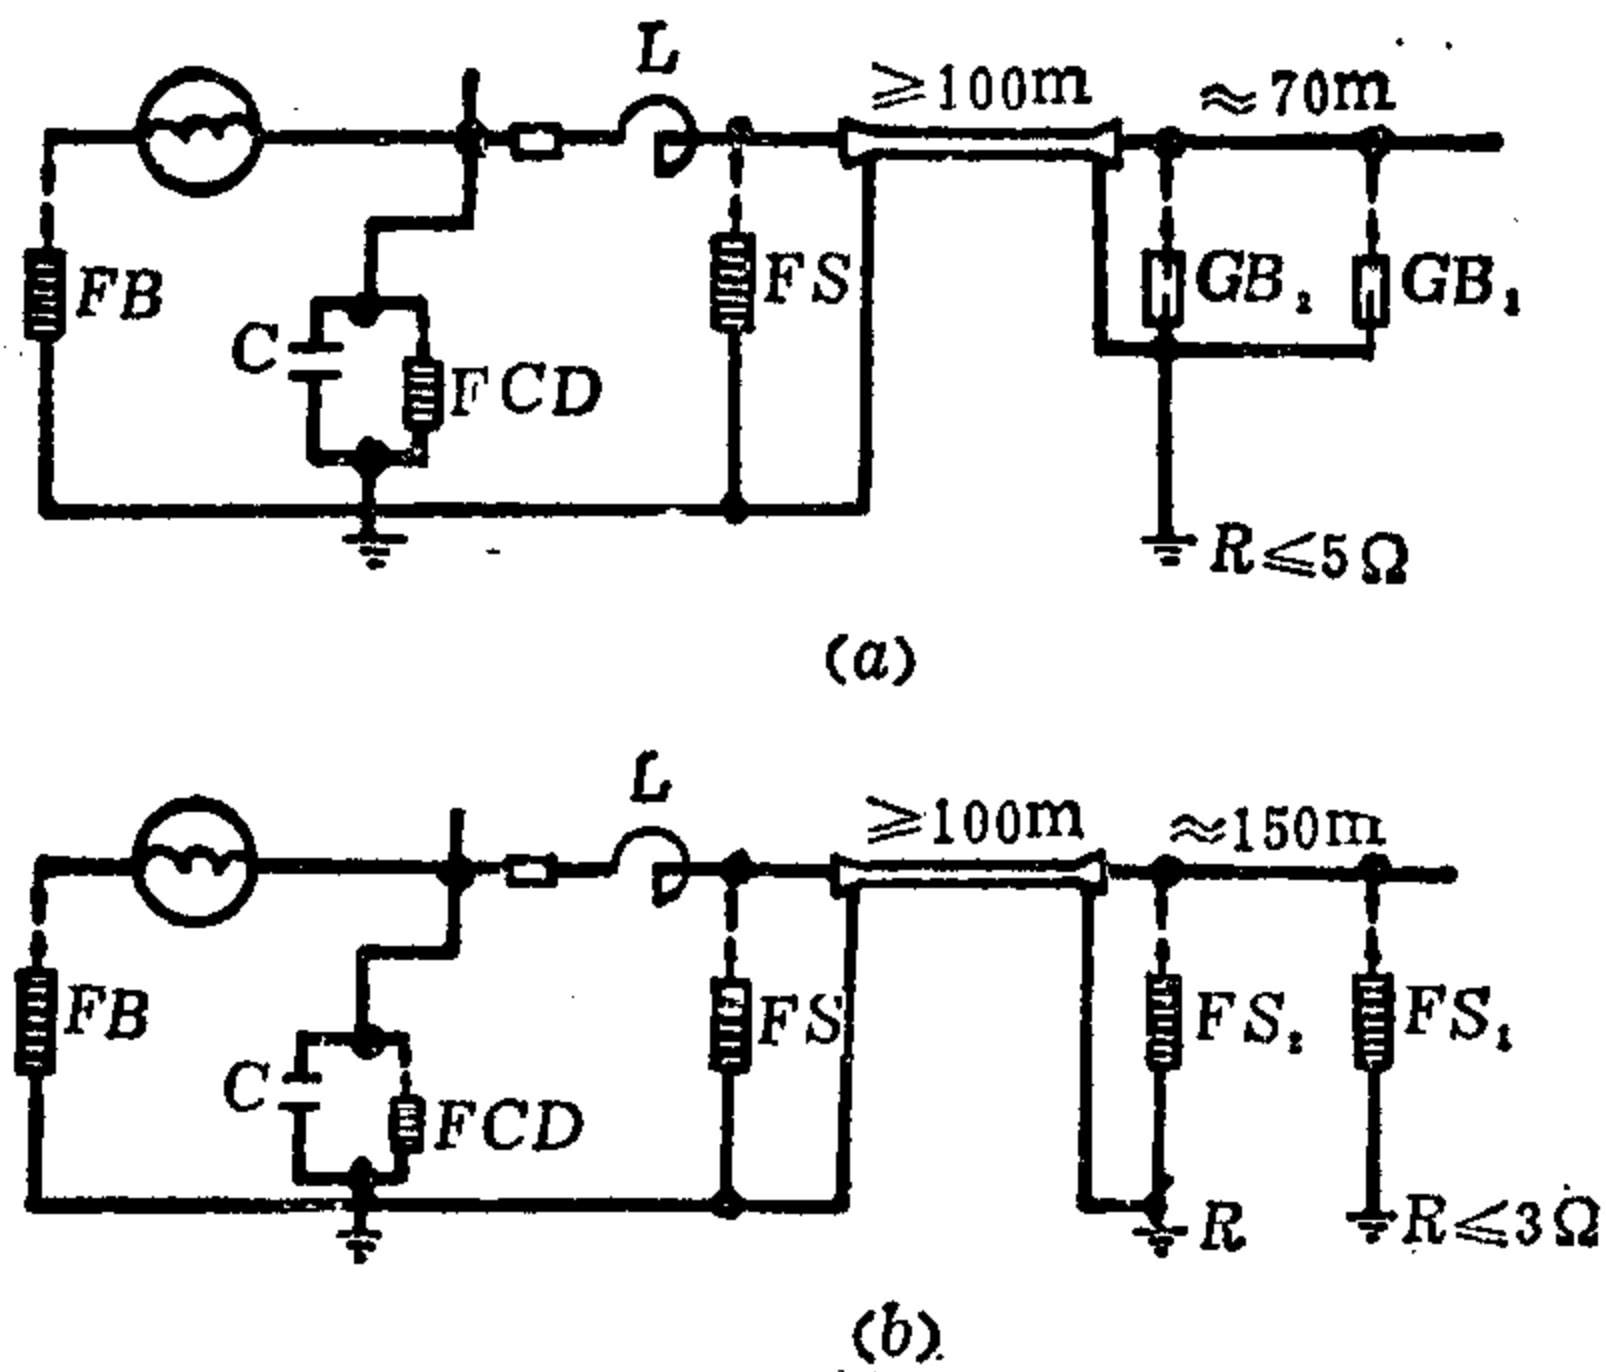 L
≥100m ≈70m
FB
C
FCD
FS
GB₂
GB₁
R≤5Ω
(a)
L
≥100m ≈150m
FB
C
FCD
FS
FS₂
FS₁
R
R≤3Ω
(b)